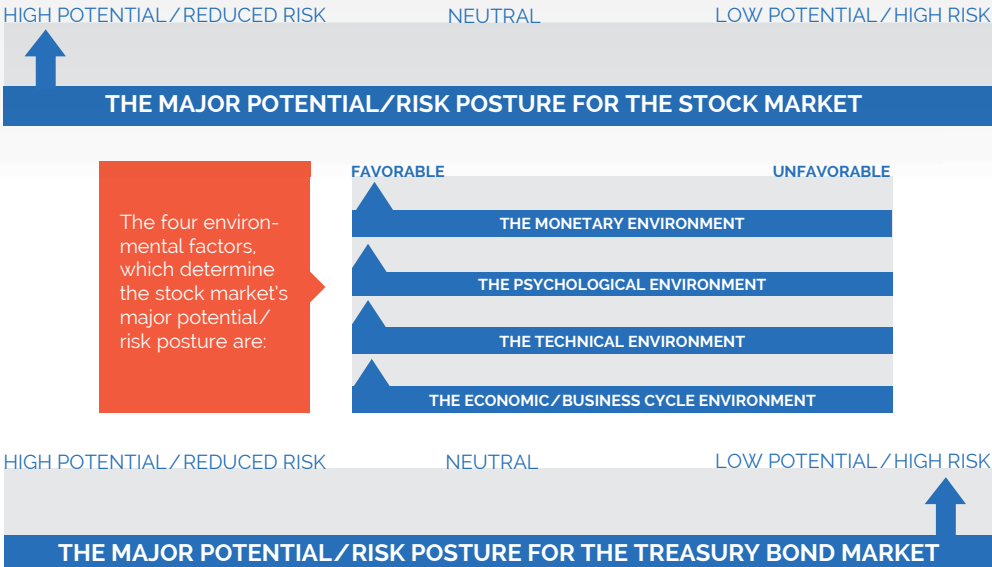 HIGH POTENTIAL/REDUCED RISK NEUTRAL LOW POTENTIAL/HIGH RISK
THE MAJOR POTENTIAL/RISK POSTURE FOR THE STOCK MARKET
The four environ-
mental factors,
which determine
the stock market's
major potential/
risk posture are:
FAVORABLE UNFAVORABLE
THE MONETARY ENVIRONMENT
THE PSYCHOLOGICAL ENVIRONMENT
THE TECHNICAL ENVIRONMENT
THE ECONOMIC/BUSINESS CYCLE ENVIRONMENT
HIGH POTENTIAL/REDUCED RISK NEUTRAL LOW POTENTIAL/HIGH RISK
THE MAJOR POTENTIAL/RISK POSTURE FOR THE TREASURY BOND MARKET